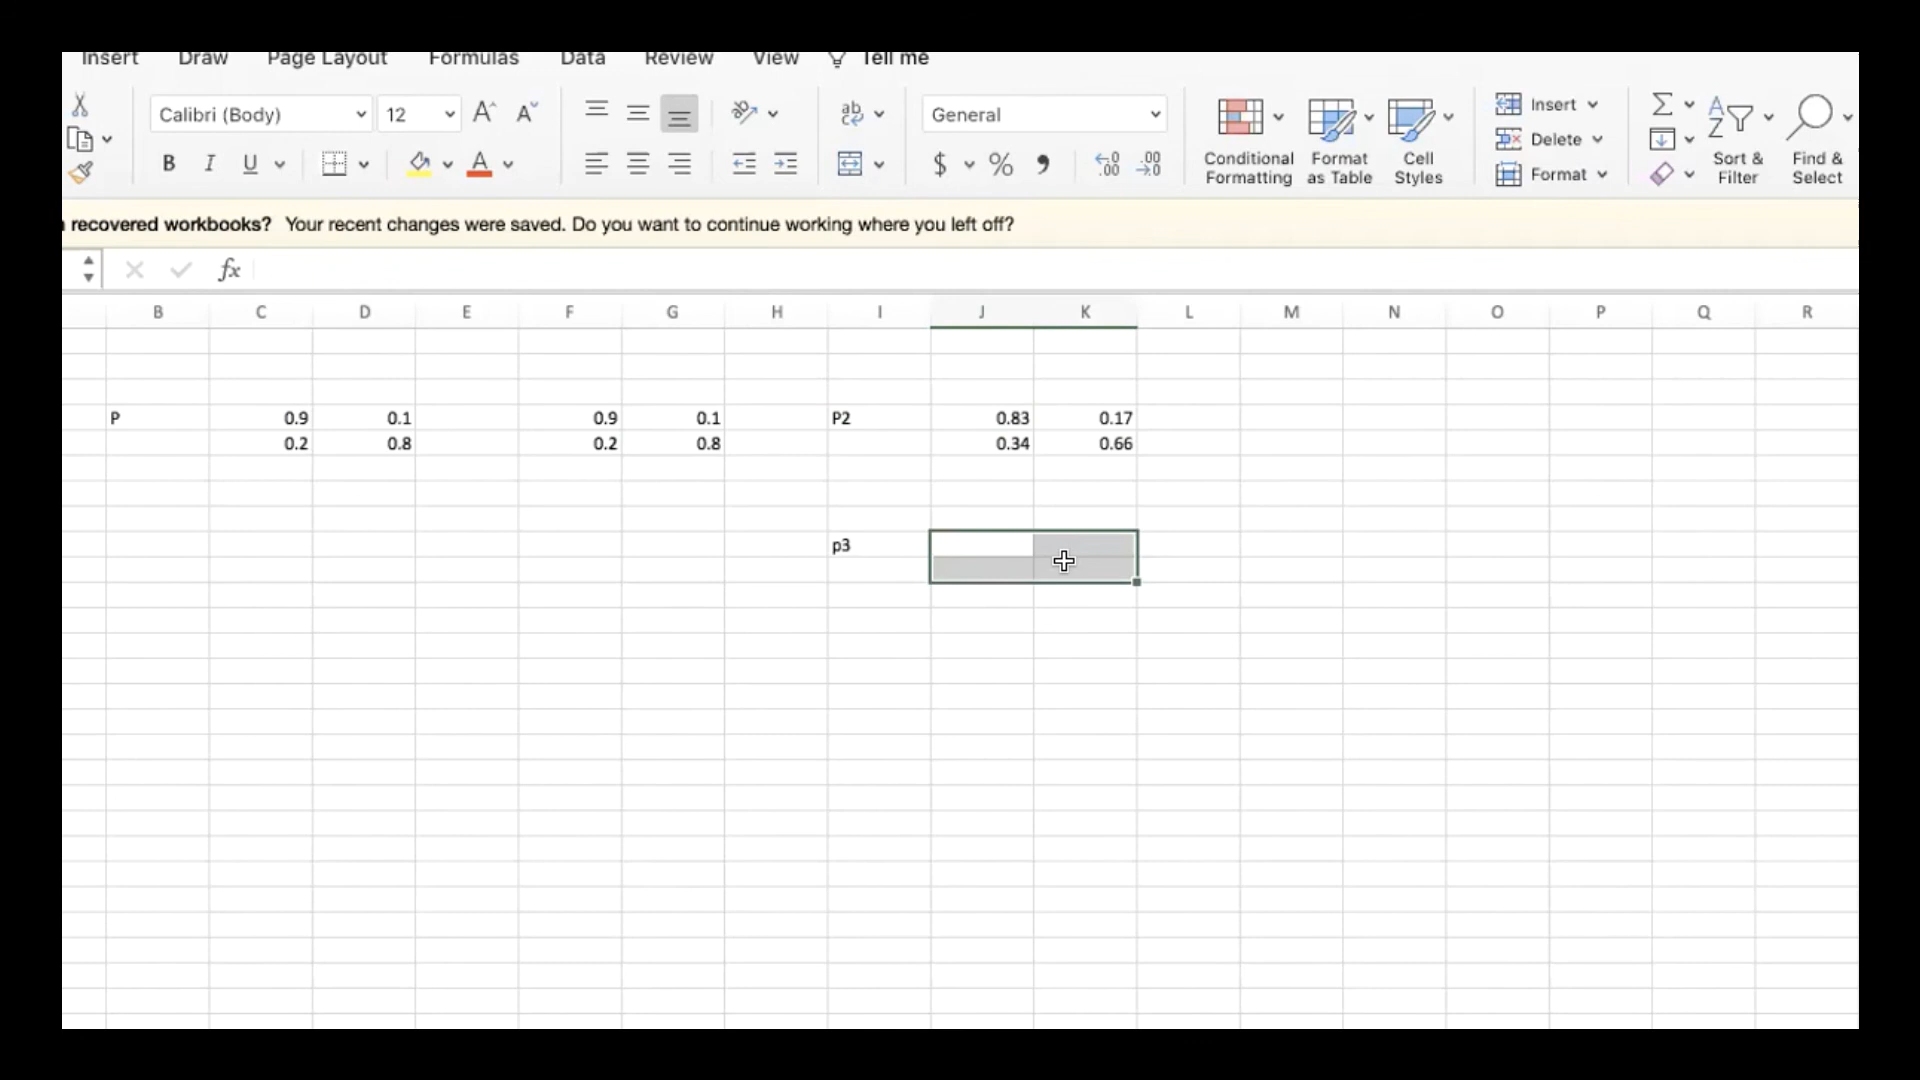 Insert Draw Page Layout Formulas Data Review View Tell me
Calibri (Body) 12 General Insert
Delete
Format
B I U A ab $ % .00
Conditional Formatting Format as Table Cell Styles Sort & Filter Find & Select
recovered workbooks? Your recent changes were saved. Do you want to continue working where you left off?
fx
B C D E F G H I J K L M N O P Q R
P 0.9 0.1 0.9 0.1 P2 0.83 0.17
0.2 0.8 0.2 0.8 0.34 0.66
p3